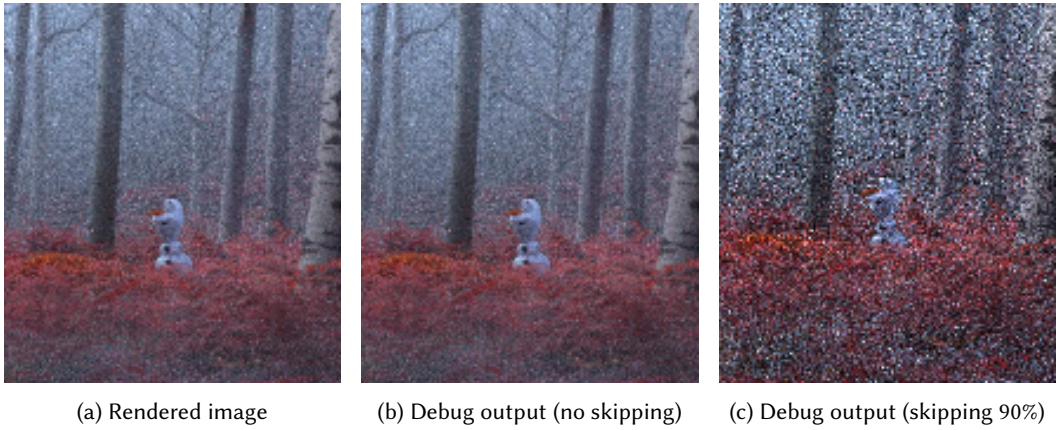 (a) Rendered image
(b) Debug output (no skipping)
(c) Debug output (skipping 90%)